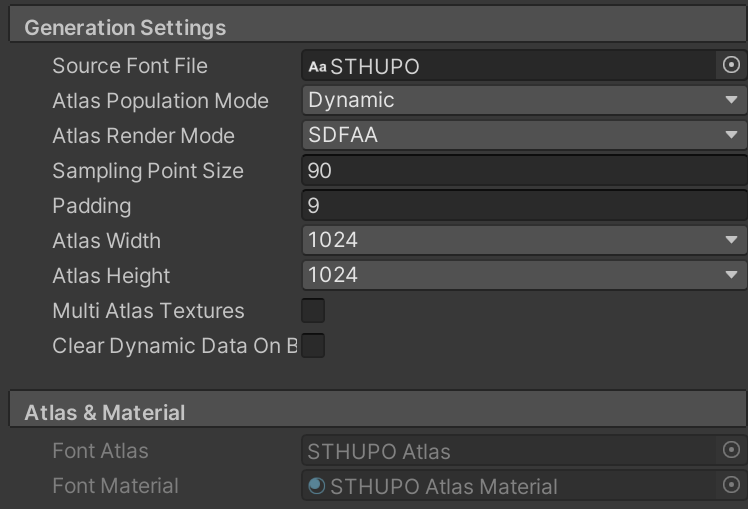 Generation Settings
Source Font File Aa STHUPO
Atlas Population Mode Dynamic
Atlas Render Mode SDFAA
Sampling Point Size 90
Padding 9
Atlas Width 1024
Atlas Height 1024
Multi Atlas Textures
Clear Dynamic Data On B
Atlas & Material
Font Atlas STHUPO Atlas
Font Material STHUPO Atlas Material